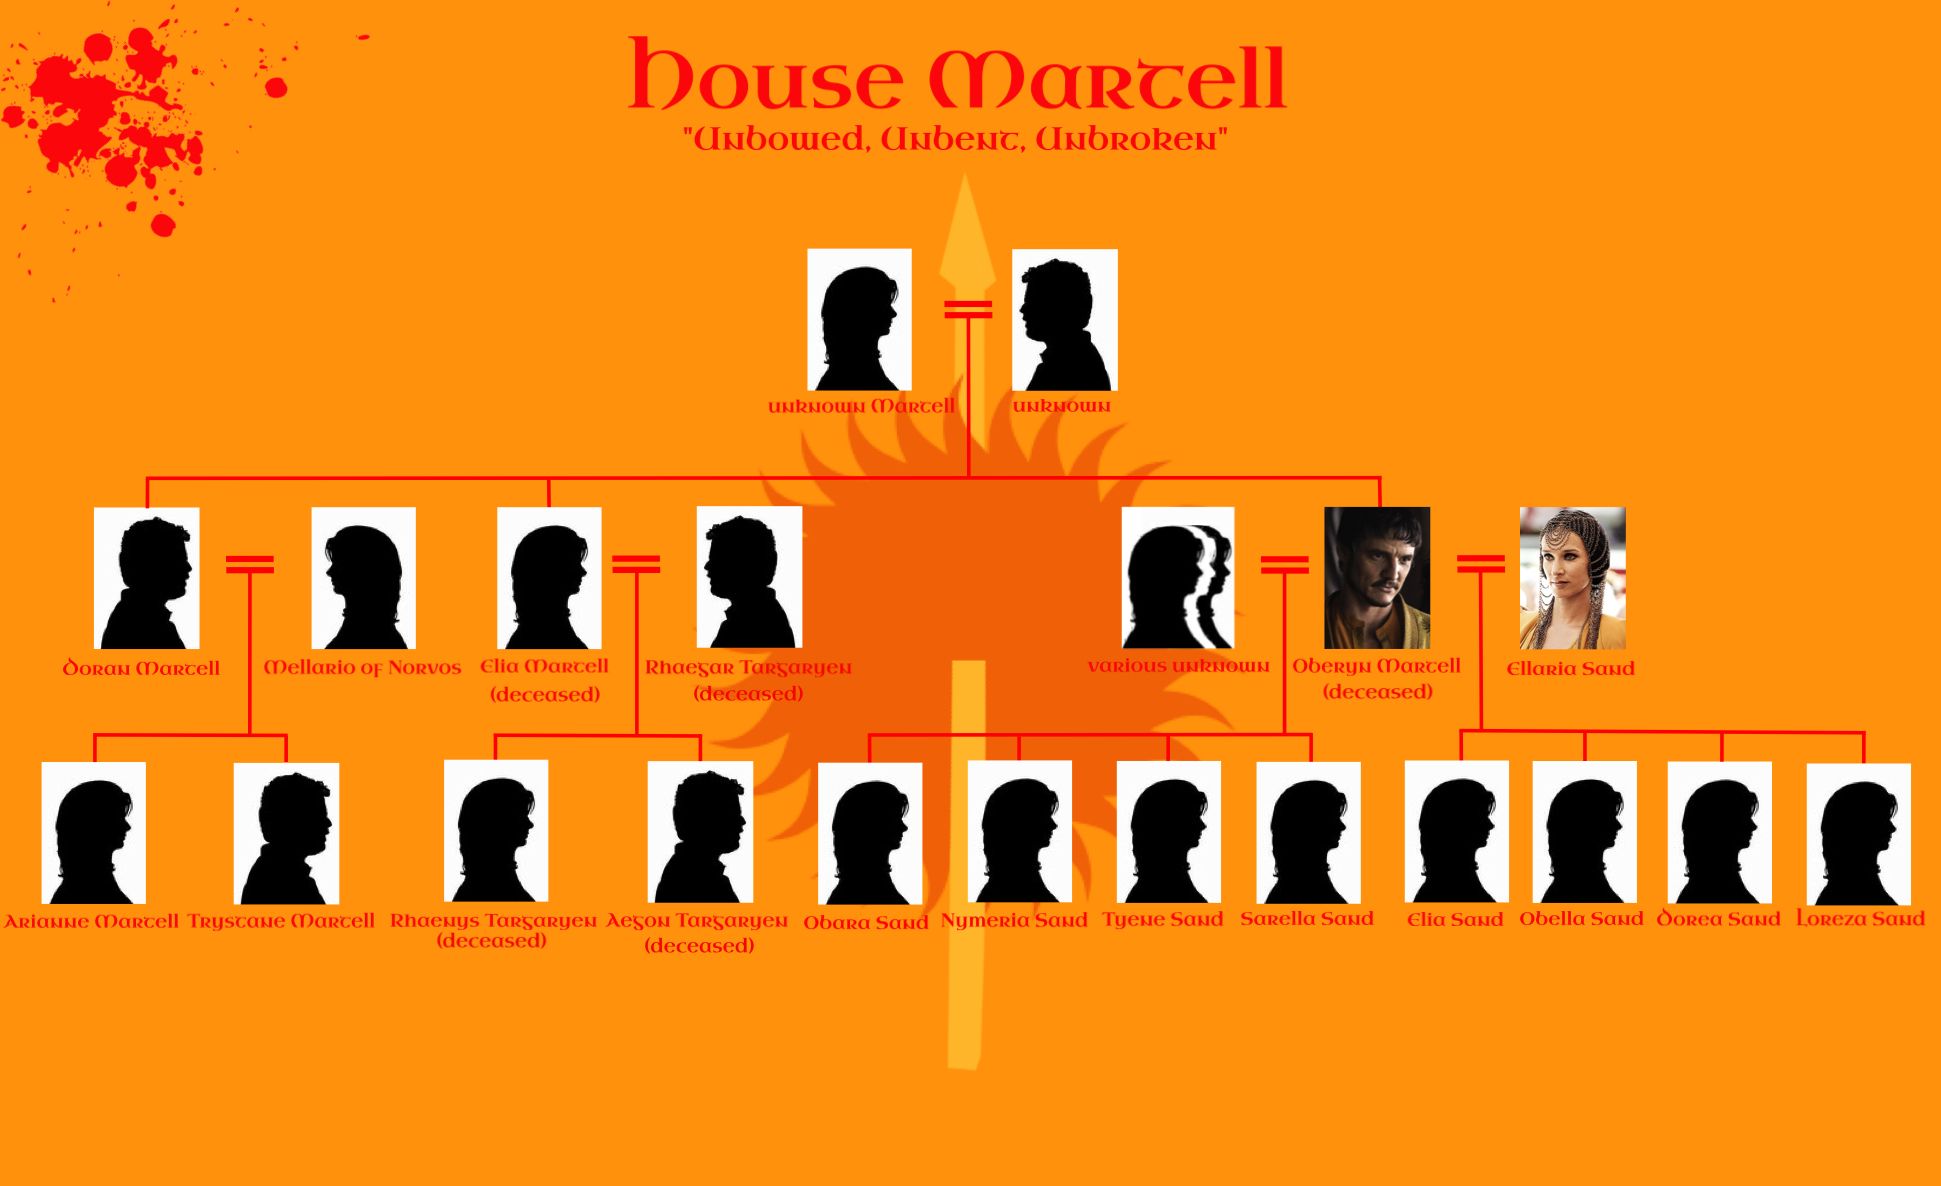 House Martell
"Unbowed, Unbent, Unbroken"
unknown Martell
unknown
Doran Martell
Mellario of Norvos
Elia Martell
(deceased)
Rhaegar Targaryen
(deceased)
various unknown
Oberyn Martell
(deceased)
Ellaria Sand
Arianne Martell
Trystane Martell
Rhaenys Targaryen
(deceased)
Aegon Targaryen
(deceased)
Obara Sand
Nymeria Sand
Tyene Sand
Sarella Sand
Elia Sand
Obella Sand
Dorea Sand
Loreza Sand